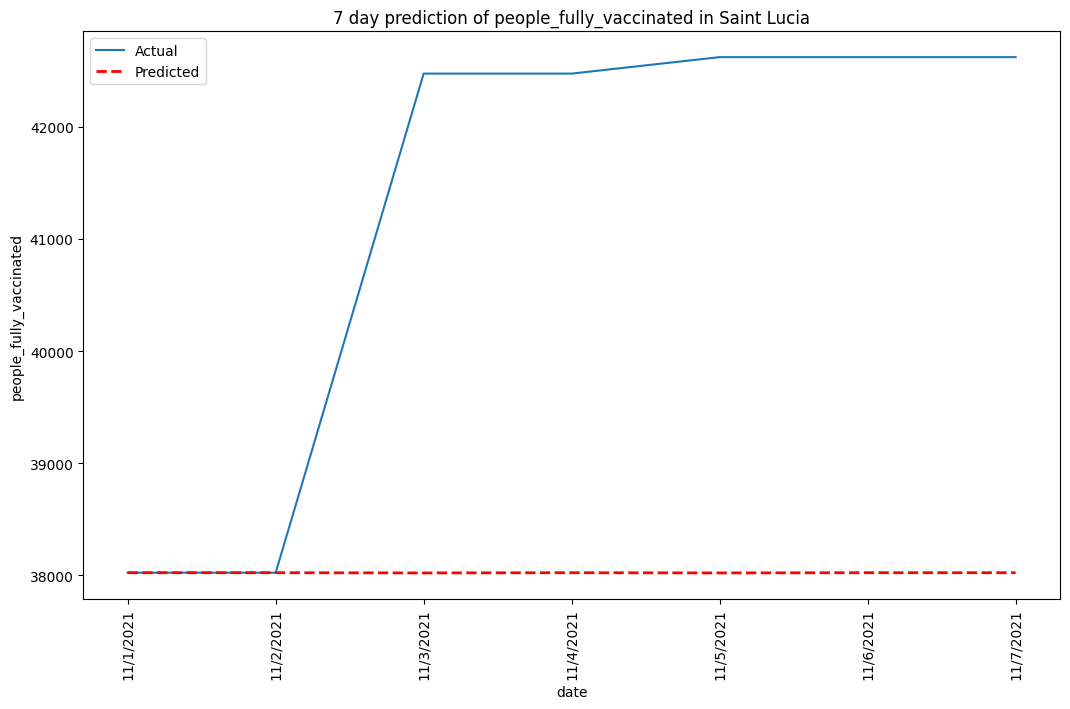 7 day prediction of people_fully_vaccinated in Saint Lucia
Actual
Predicted
people_fully_vaccinated
42000
41000
40000
39000
38000
11/1/2021
11/2/2021
11/3/2021
11/4/2021
11/5/2021
11/6/2021
11/7/2021
date